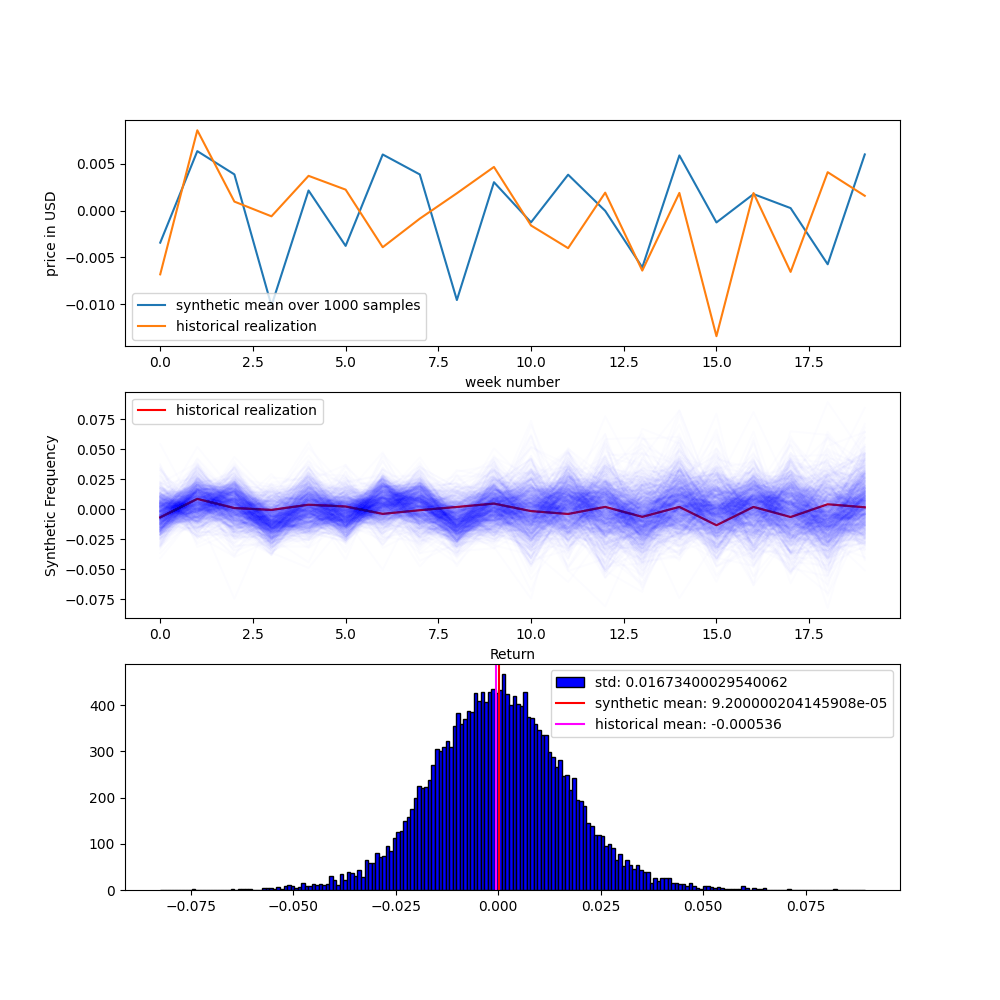 0.005
0.000
−0.005
−0.010
price in USD
synthetic mean over 1000 samples
historical realization
0.0 2.5 5.0 7.5 10.0 12.5 15.0 17.5
week number
historical realization
0.075
0.050
0.025
0.000
−0.025
−0.050
−0.075
Synthetic Frequency
0.0 2.5 5.0 7.5 10.0 12.5 15.0 17.5
Return
std: 0.01673400029540062
synthetic mean: 9.200000204145908e-05
historical mean: -0.000536
400
300
200
100
0
−0.075 −0.050 −0.025 0.000 0.025 0.050 0.075